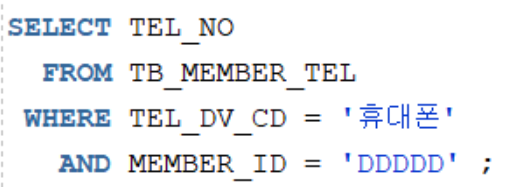 SELECT TEL_NO
FROM TB_MEMBER_TEL
WHERE TEL_DV_CD = '휴대폰'
AND MEMBER_ID = 'DDDDD' ;